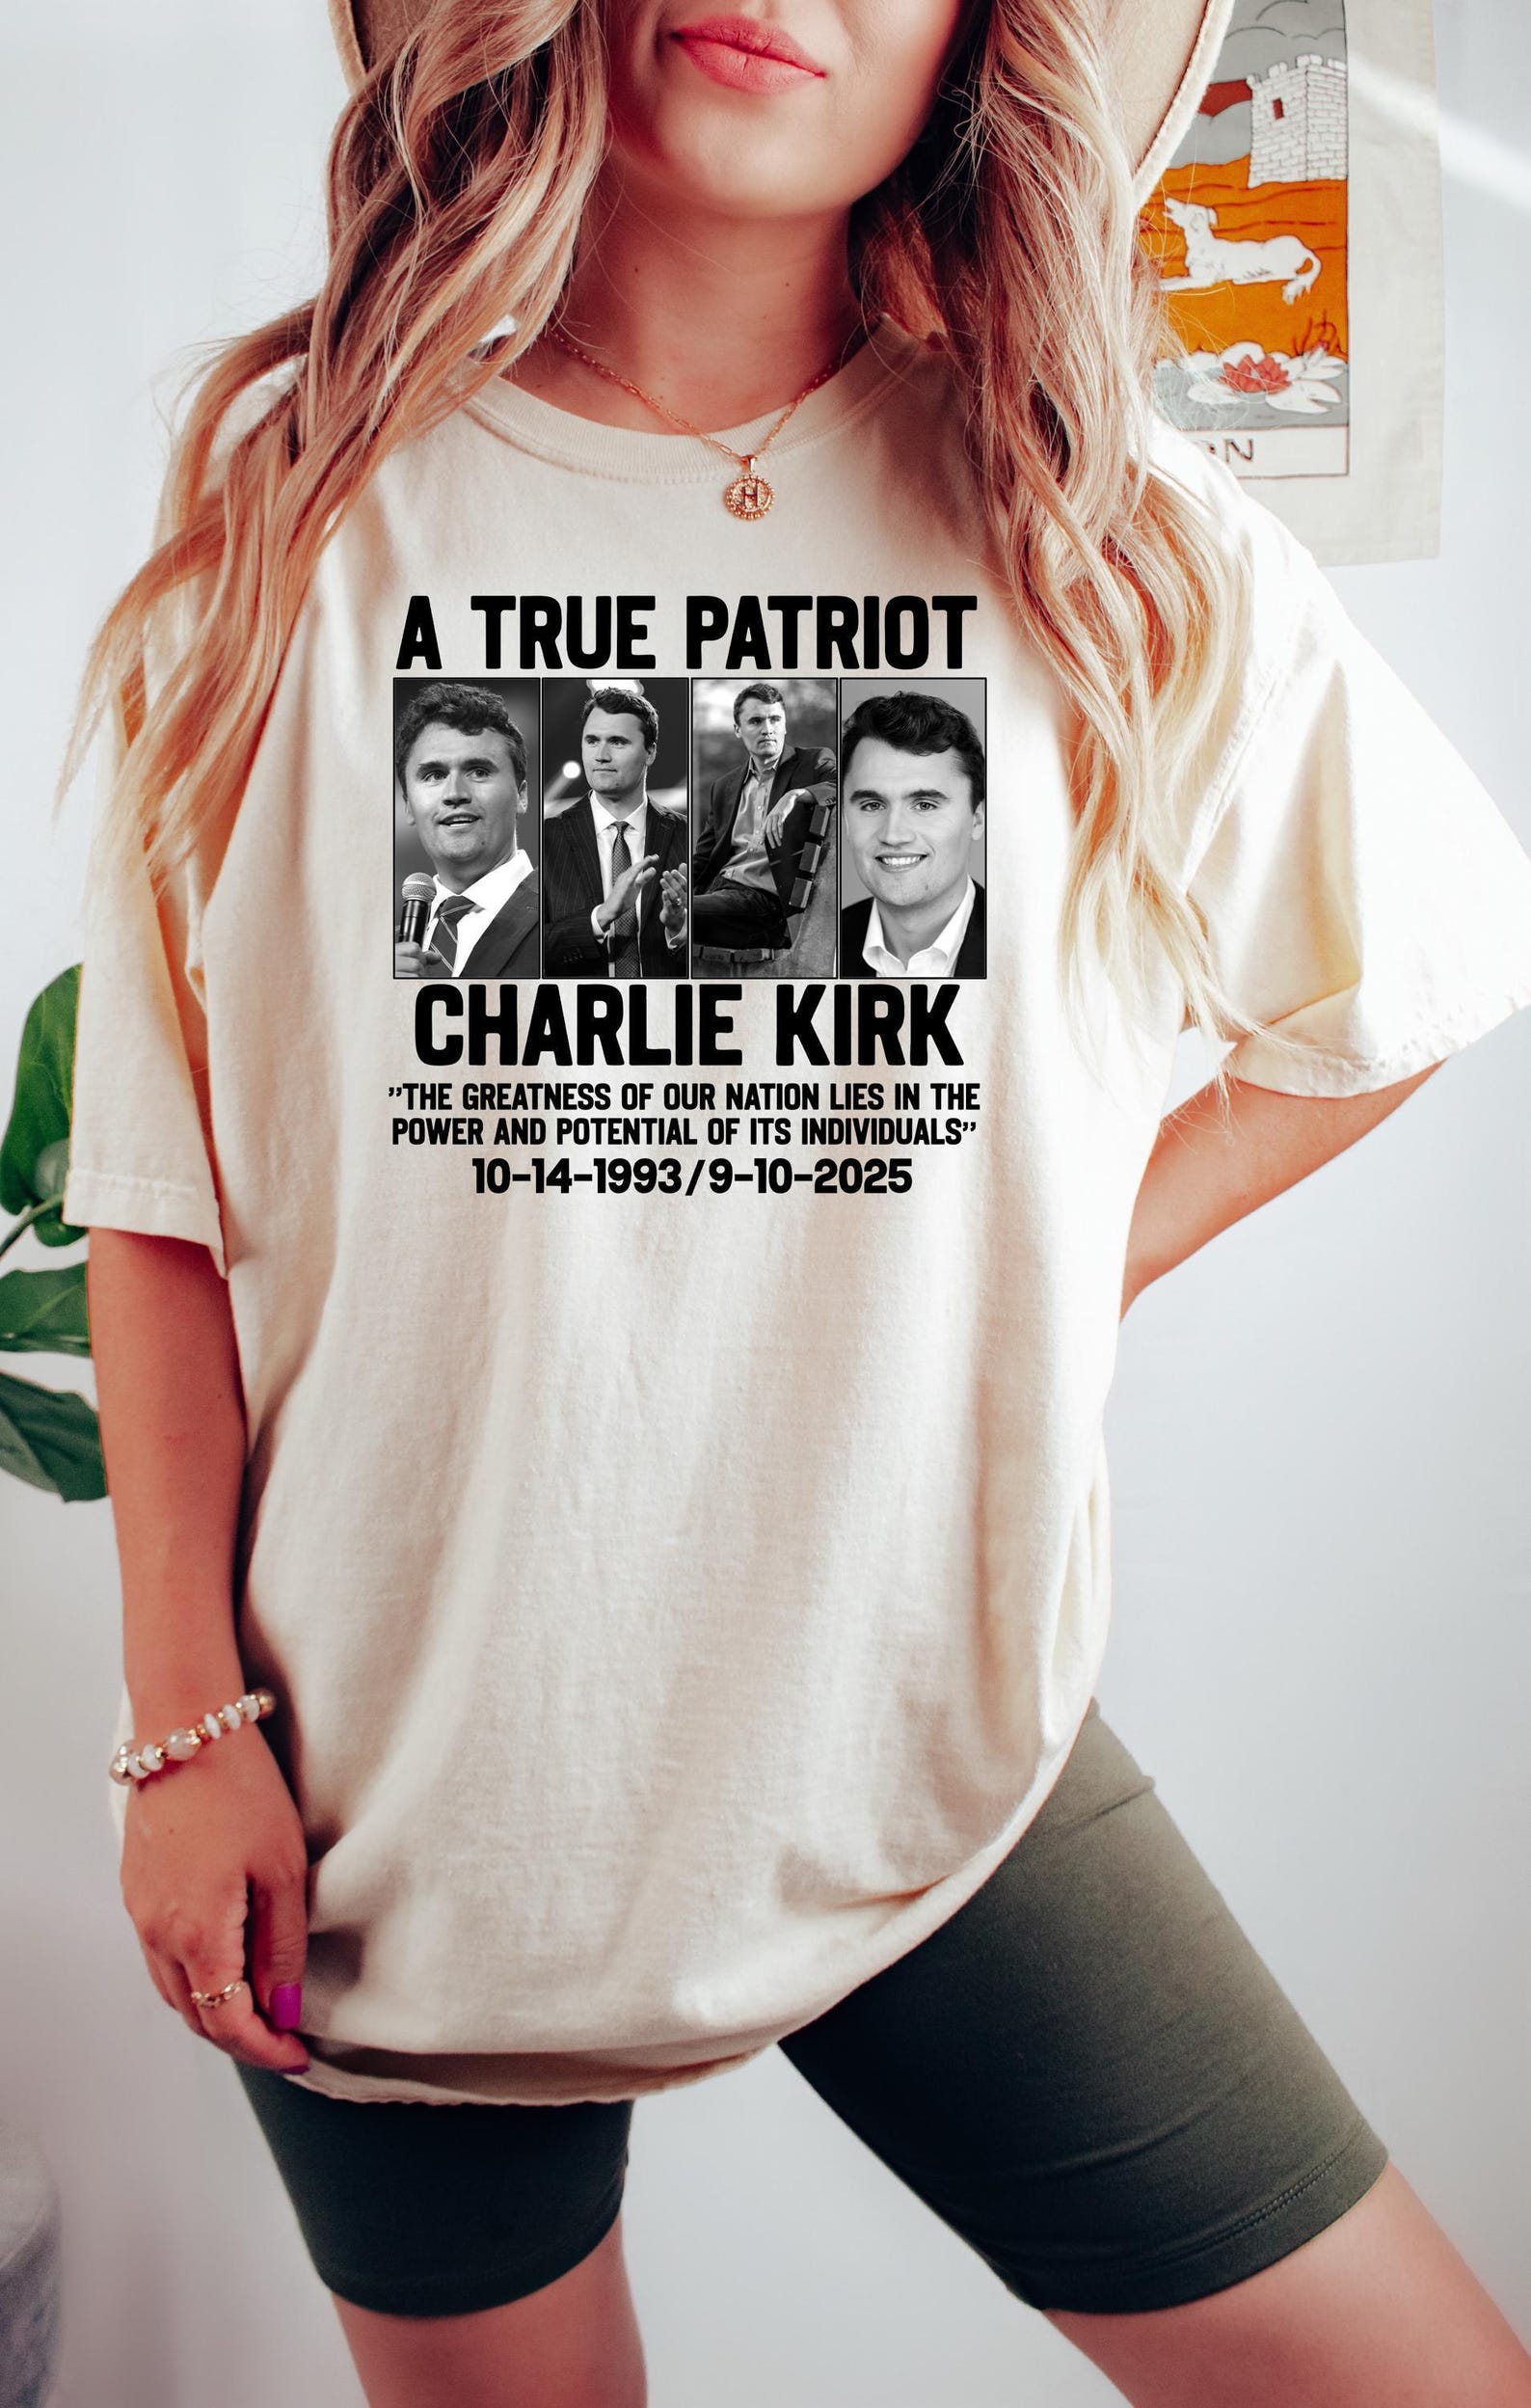 H
ON
A TRUE PATRIOT
CHARLIE KIRK
”THE GREATNESS OF OUR NATION LIES IN THE
POWER AND POTENTIAL OF ITS INDIVIDUALS”
10-14-1993/9-10-2025